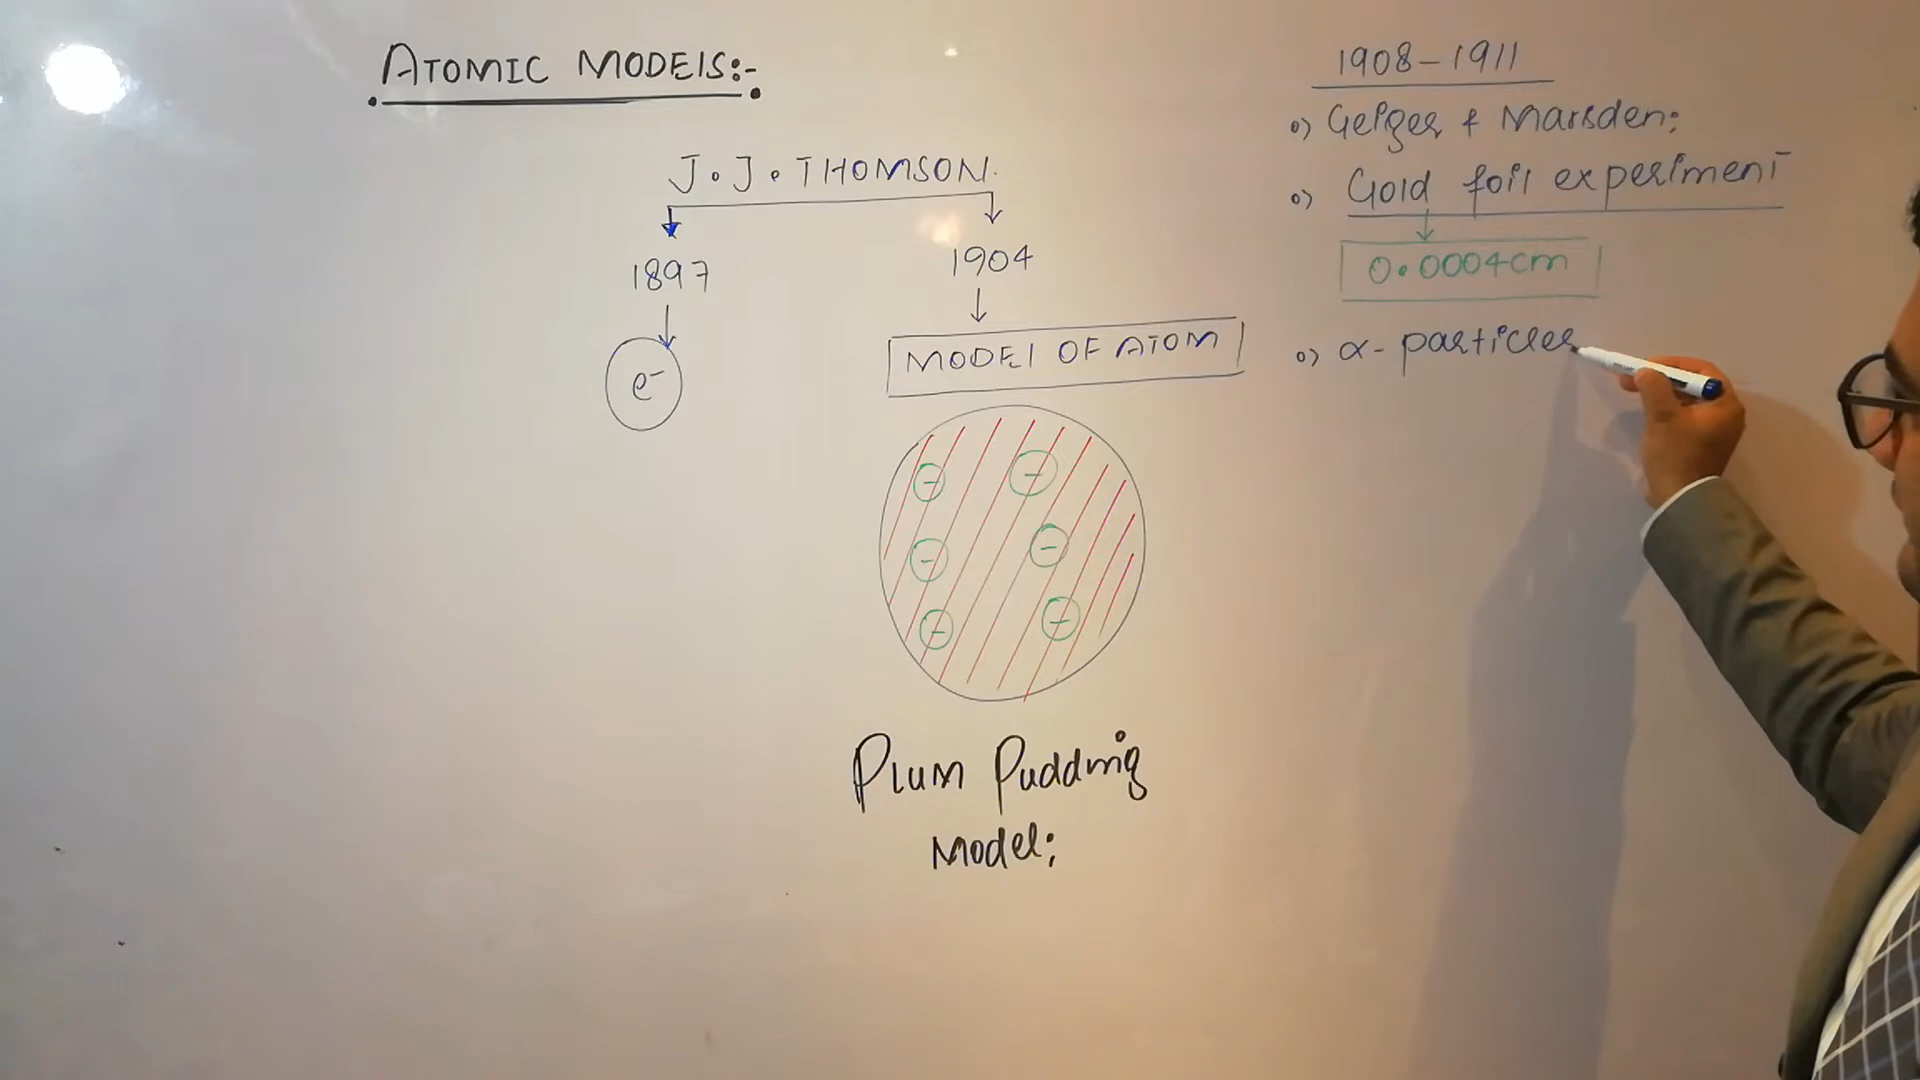 ATOMIC MODElS:-
J.J. THOMSON.
1897
1904
e-
MODEl OF ATOM
-
-
-
-
-
-
Plum Pudding
Model:
1908-1911
o) Geiger & Marsden:
o) Gold foil experiment
0.0004cm
o) α- particles